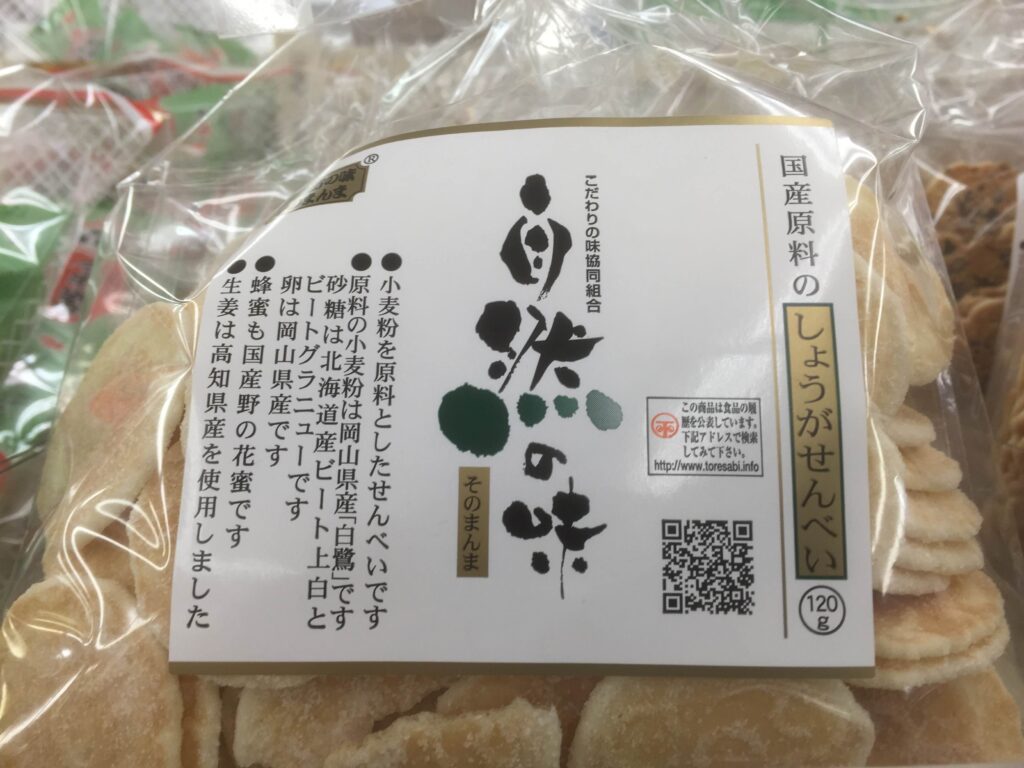 国産原料の
しょうがせんべい
120g
この商品は食品の履
歴を公表しています。
下記アドレスで検索
してみて下さい。
http://www.toresabi.info
こだわりの味協同組合
自然の味
そのまんま
®
の味
まんま
●小麦粉を原料としたせんべいです
●原料の小麦粉は岡山県産「白鷺」です
砂糖は北海道産ビート上白と
ビートグラニューです
卵は岡山県産です
●蜂蜜も国産野の花蜜です
●生姜は高知県産を使用しました